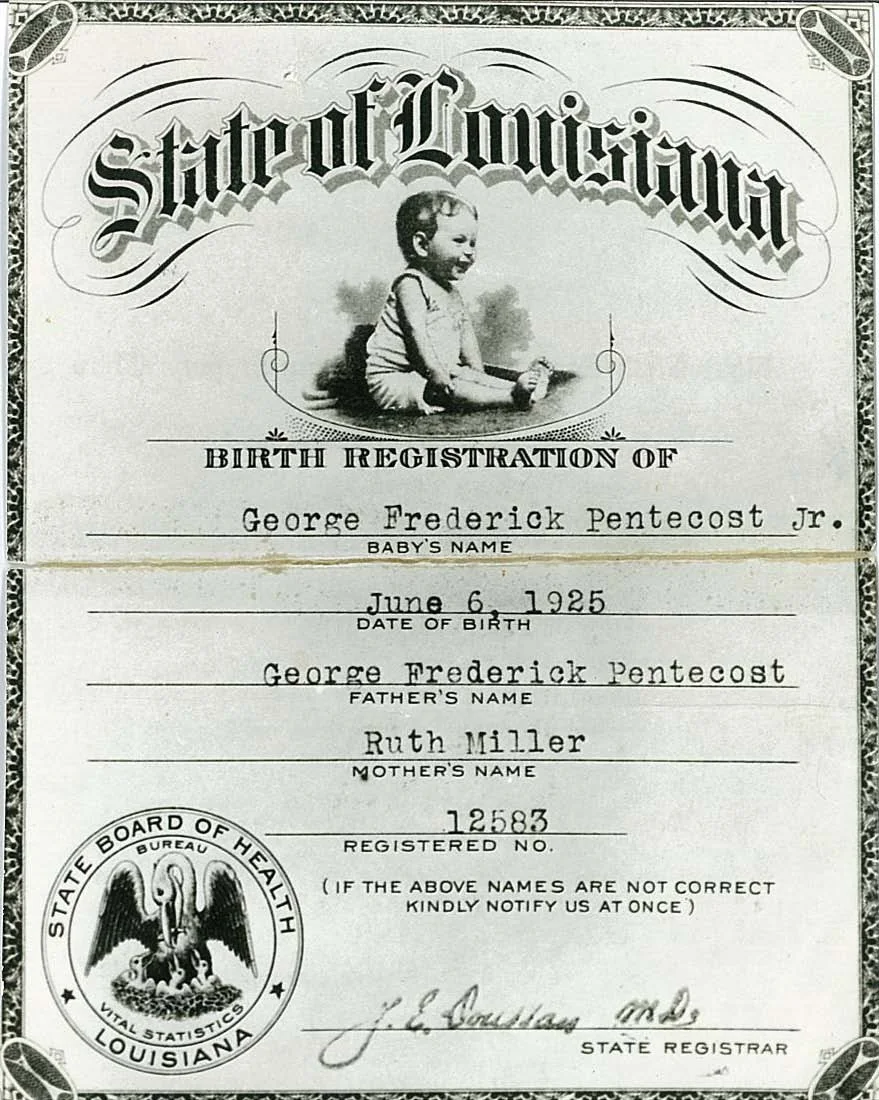 State of Louisiana
BIRTH REGISTRATION OF
George Frederick Pentecost Jr.
BABY'S NAME
June 6, 1925
DATE OF BIRTH
George Frederick Pentecost
FATHER'S NAME
Ruth Miller
MOTHER'S NAME
12583
REGISTERED NO.
(IF THE ABOVE NAMES ARE NOT CORRECT
KINDLY NOTIFY US AT ONCE)
STATE BOARD OF HEALTH
BUREAU
VITAL STATISTICS
LOUISIANA
J. E. Doussan M.D.
STATE REGISTRAR